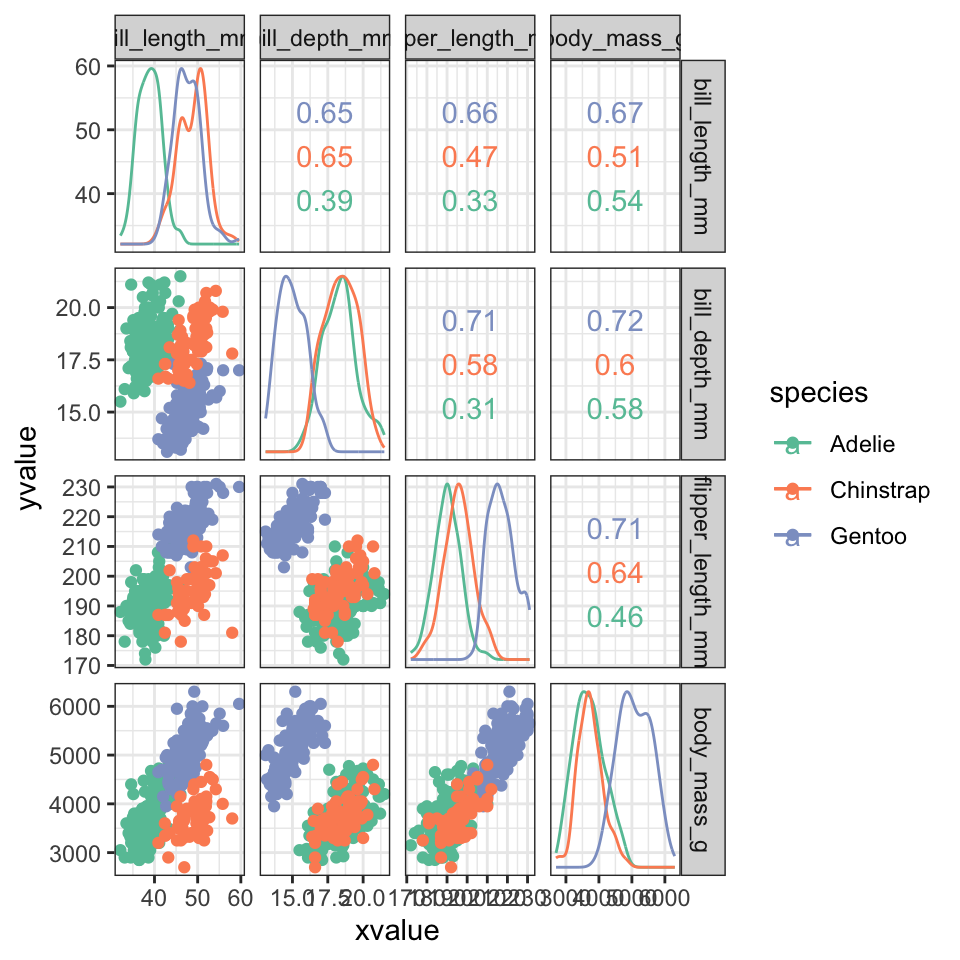 ill_length_mr
ill_depth_mn
per_length_r
body_mass_g
60
50
40
0.65
0.65
0.39
0.66
0.47
0.33
0.67
0.51
0.54
bill_length_mm
20.0
17.5
15.0
0.71
0.58
0.31
0.72
0.6
0.58
bill_depth_mm
230
220
210
200
190
180
170
0.71
0.64
0.46
flipper_length_mm
6000
5000
4000
3000
body_mass_g
40 50 60
15.0 17.5 20.0
170 180 190 200 210 220 230
3000 4000 5000 6000
xvalue
yvalue
species
a Adelie
a Chinstrap
a Gentoo